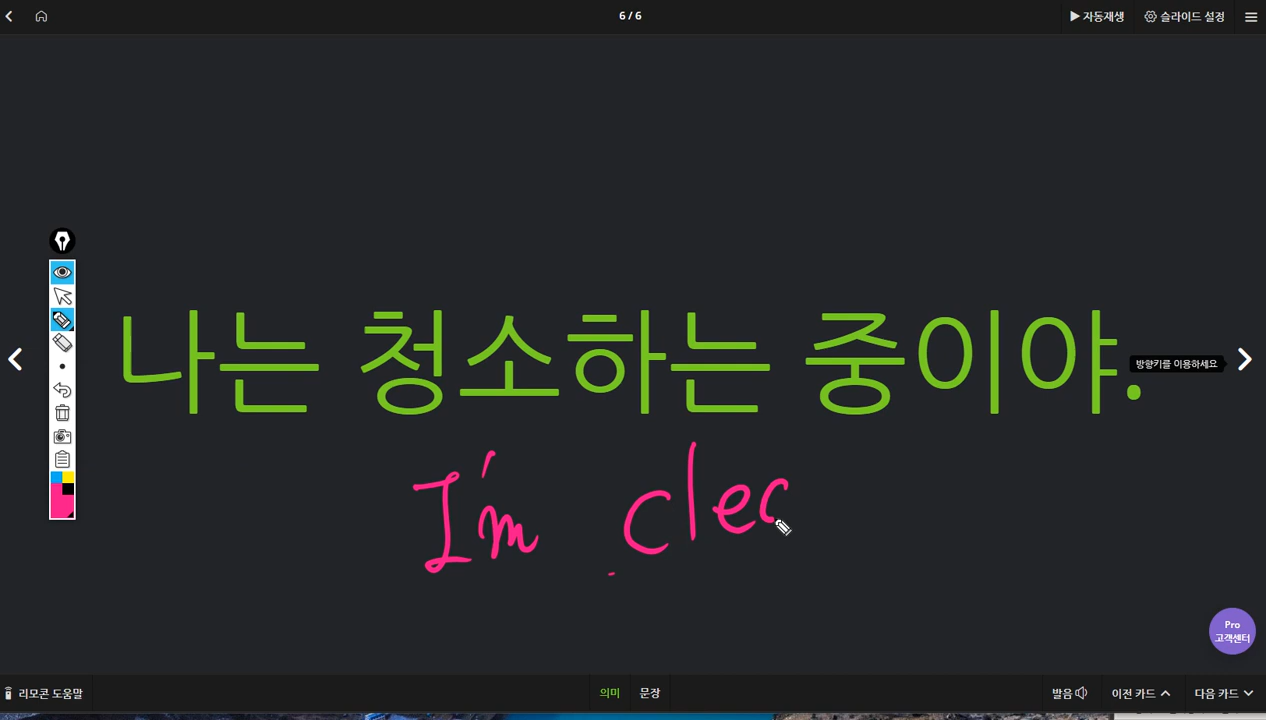 6 / 6
자동재생
슬라이드 설정
나는 청소하는 중이야.
방향키를 이용하세요
I'm clec
Pro
고객센터
리모콘 도움말
의미
문장
발음
이전 카드
다음 카드